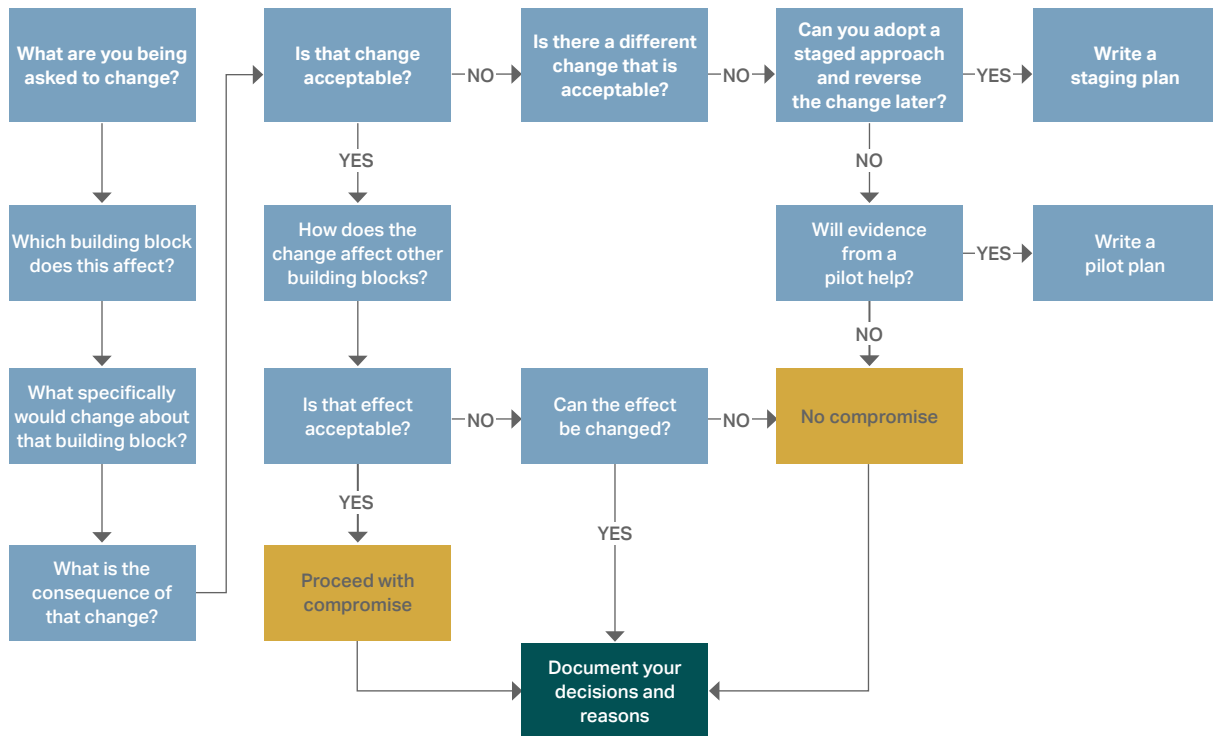 What are you being
asked to change?
Is that change
acceptable?
NO
Is there a different
change that is
acceptable?
NO
Can you adopt a
staged approach
and reverse
the change later?
YES
Write a
staging plan
YES
NO
Which building block
does this affect?
How does the
change affect other
building blocks?
Will evidence
from a
pilot help?
YES
Write a
pilot plan
NO
What specifically
would change about
that building block?
Is that effect
acceptable?
NO
Can the effect
be changed?
NO
No compromise
YES
YES
What is the
consequence of
that change?
Proceed with
compromise
Document your
decisions and
reasons